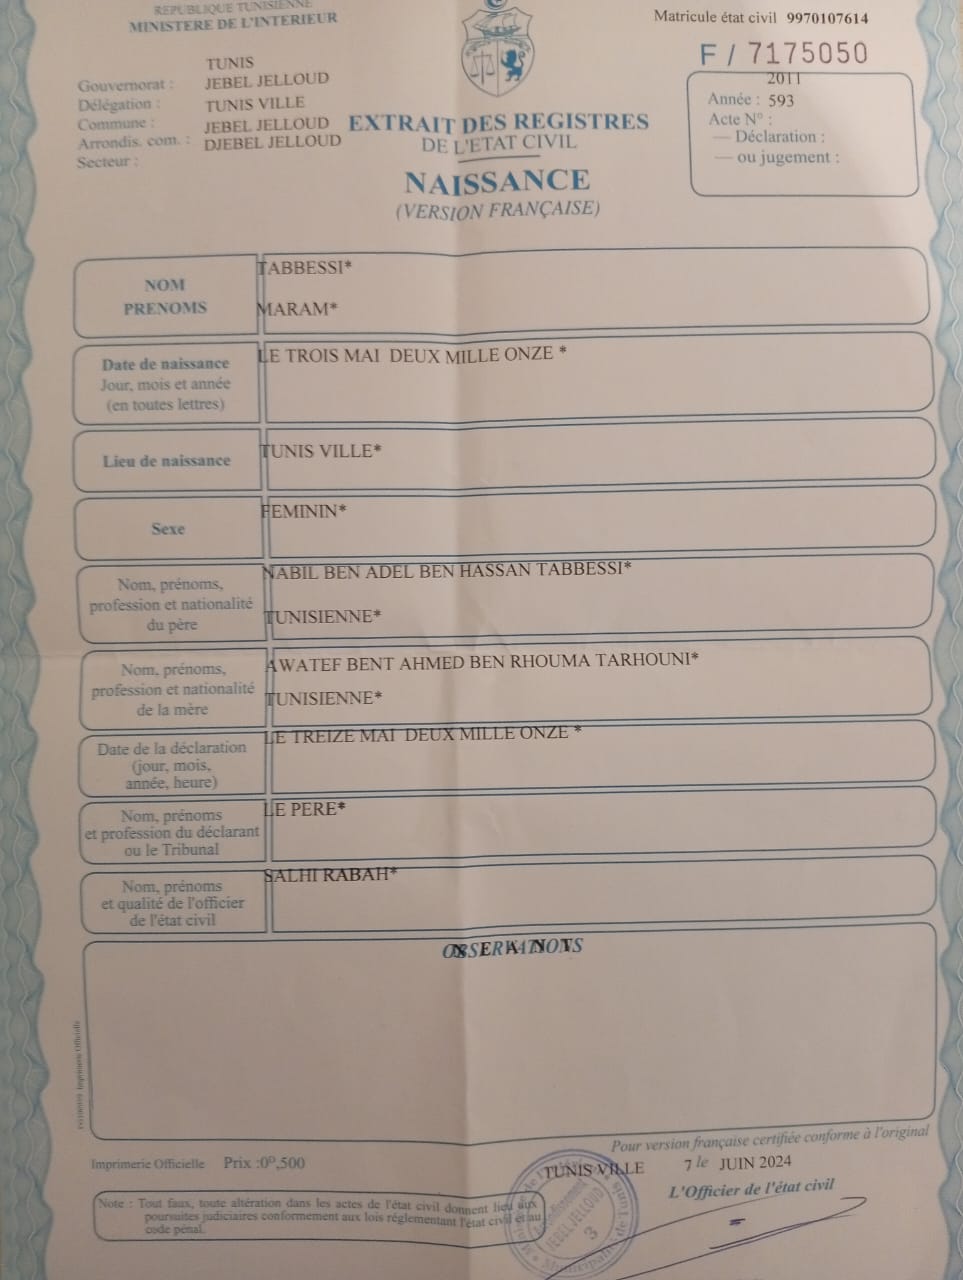 REPUBLIQUE TUNISIENNE
MINISTERE DE L'INTERIEUR
Matricule état civil 9970107614
F / 7175050
TUNIS
Gouvernorat : JEBEL JELLOUD
Délégation : TUNIS VILLE
Commune : JEBEL JELLOUD
Arrondis. com. : DJEBEL JELLOUD
Secteur :
2011
Année : 593
Acte N° :
— Déclaration :
— ou jugement :
EXTRAIT DES REGISTRES
DE L'ETAT CIVIL
NAISSANCE
(VERSION FRANÇAISE)
NOM
PRENOMS
TABBESSI*
MARAM*
Date de naissance
Jour, mois et année
(en toutes lettres)
LE TROIS MAI DEUX MILLE ONZE *
Lieu de naissance
TUNIS VILLE*
Sexe
FEMININ*
Nom, prénoms,
profession et nationalité
du père
NABIL BEN ADEL BEN HASSAN TABBESSI*
TUNISIENNE*
Nom, prénoms,
profession et nationalité
de la mère
AWATEF BENT AHMED BEN RHOUMA TARHOUNI*
TUNISIENNE*
Date de la déclaration
(jour, mois,
année, heure)
LE TREIZE MAI DEUX MILLE ONZE *
Nom, prénoms
et profession du déclarant
ou le Tribunal
LE PERE*
Nom, prénoms
et qualité de l'officier
de l'état civil
SALHI RABAH*
OBSERVATIONS
Imprimerie Officielle
Pour version française certifiée conforme à l'original
Imprimerie Officielle Prix :0ᴰ,500
TUNIS VILLE 7 le JUIN 2024
L'Officier de l'état civil
Note : Tout faux, toute altération dans les actes de l'état civil donnent lieu aux
poursuites judiciaires conformément aux lois réglementant l'état civil et au
code pénal.
JEBEL JELLOUD
3